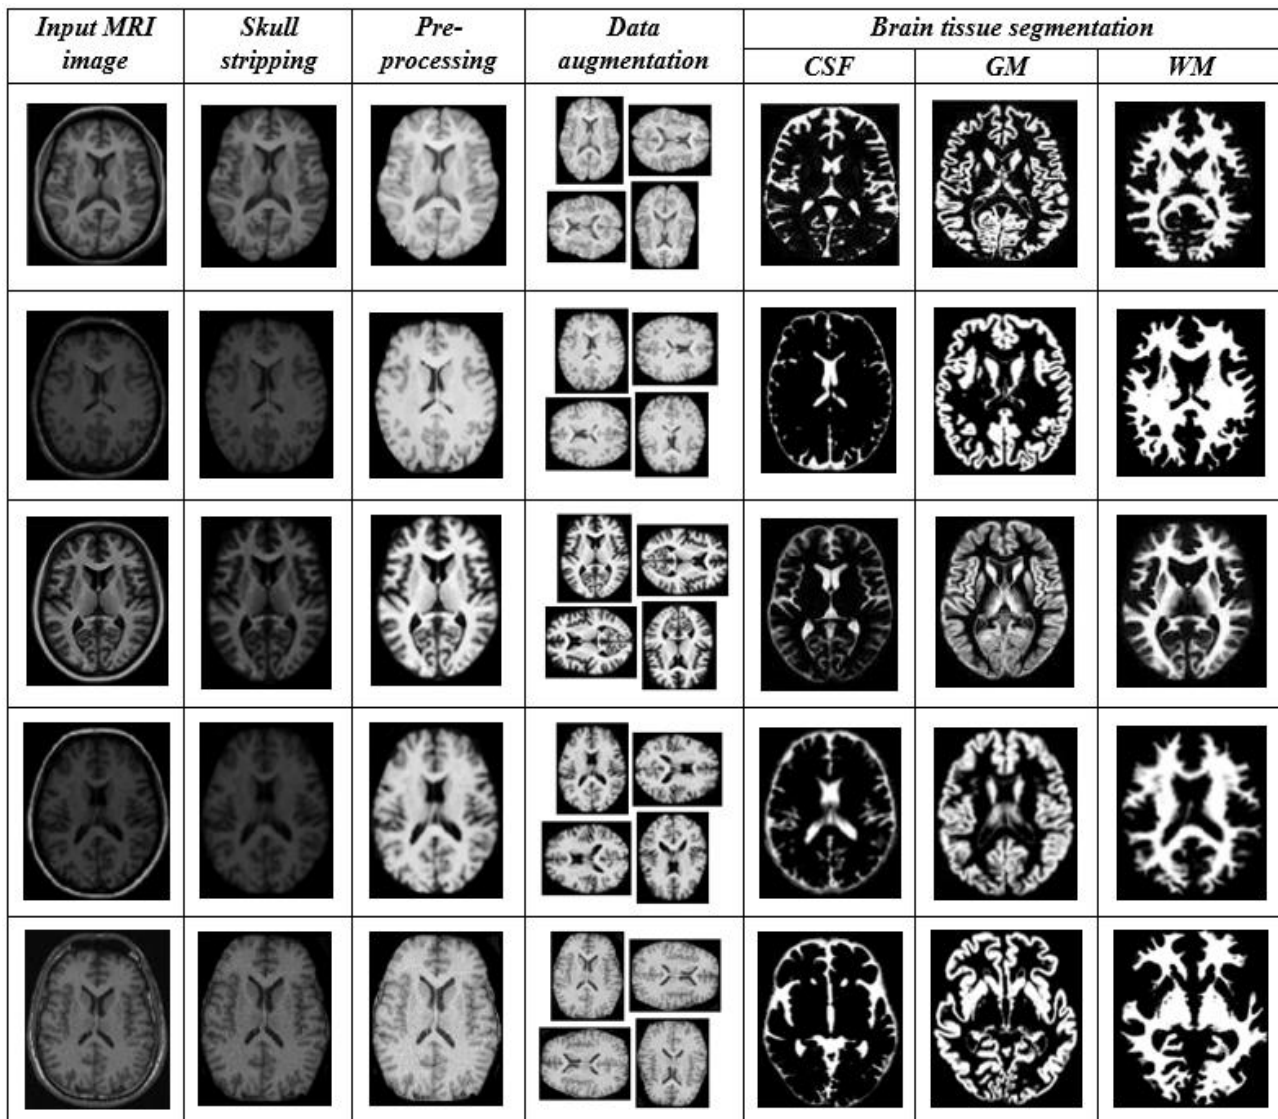 Input MRI
image
Skull
stripping
Pre-
processing
Data
augmentation
Brain tissue segmentation
CSF
GM
WM